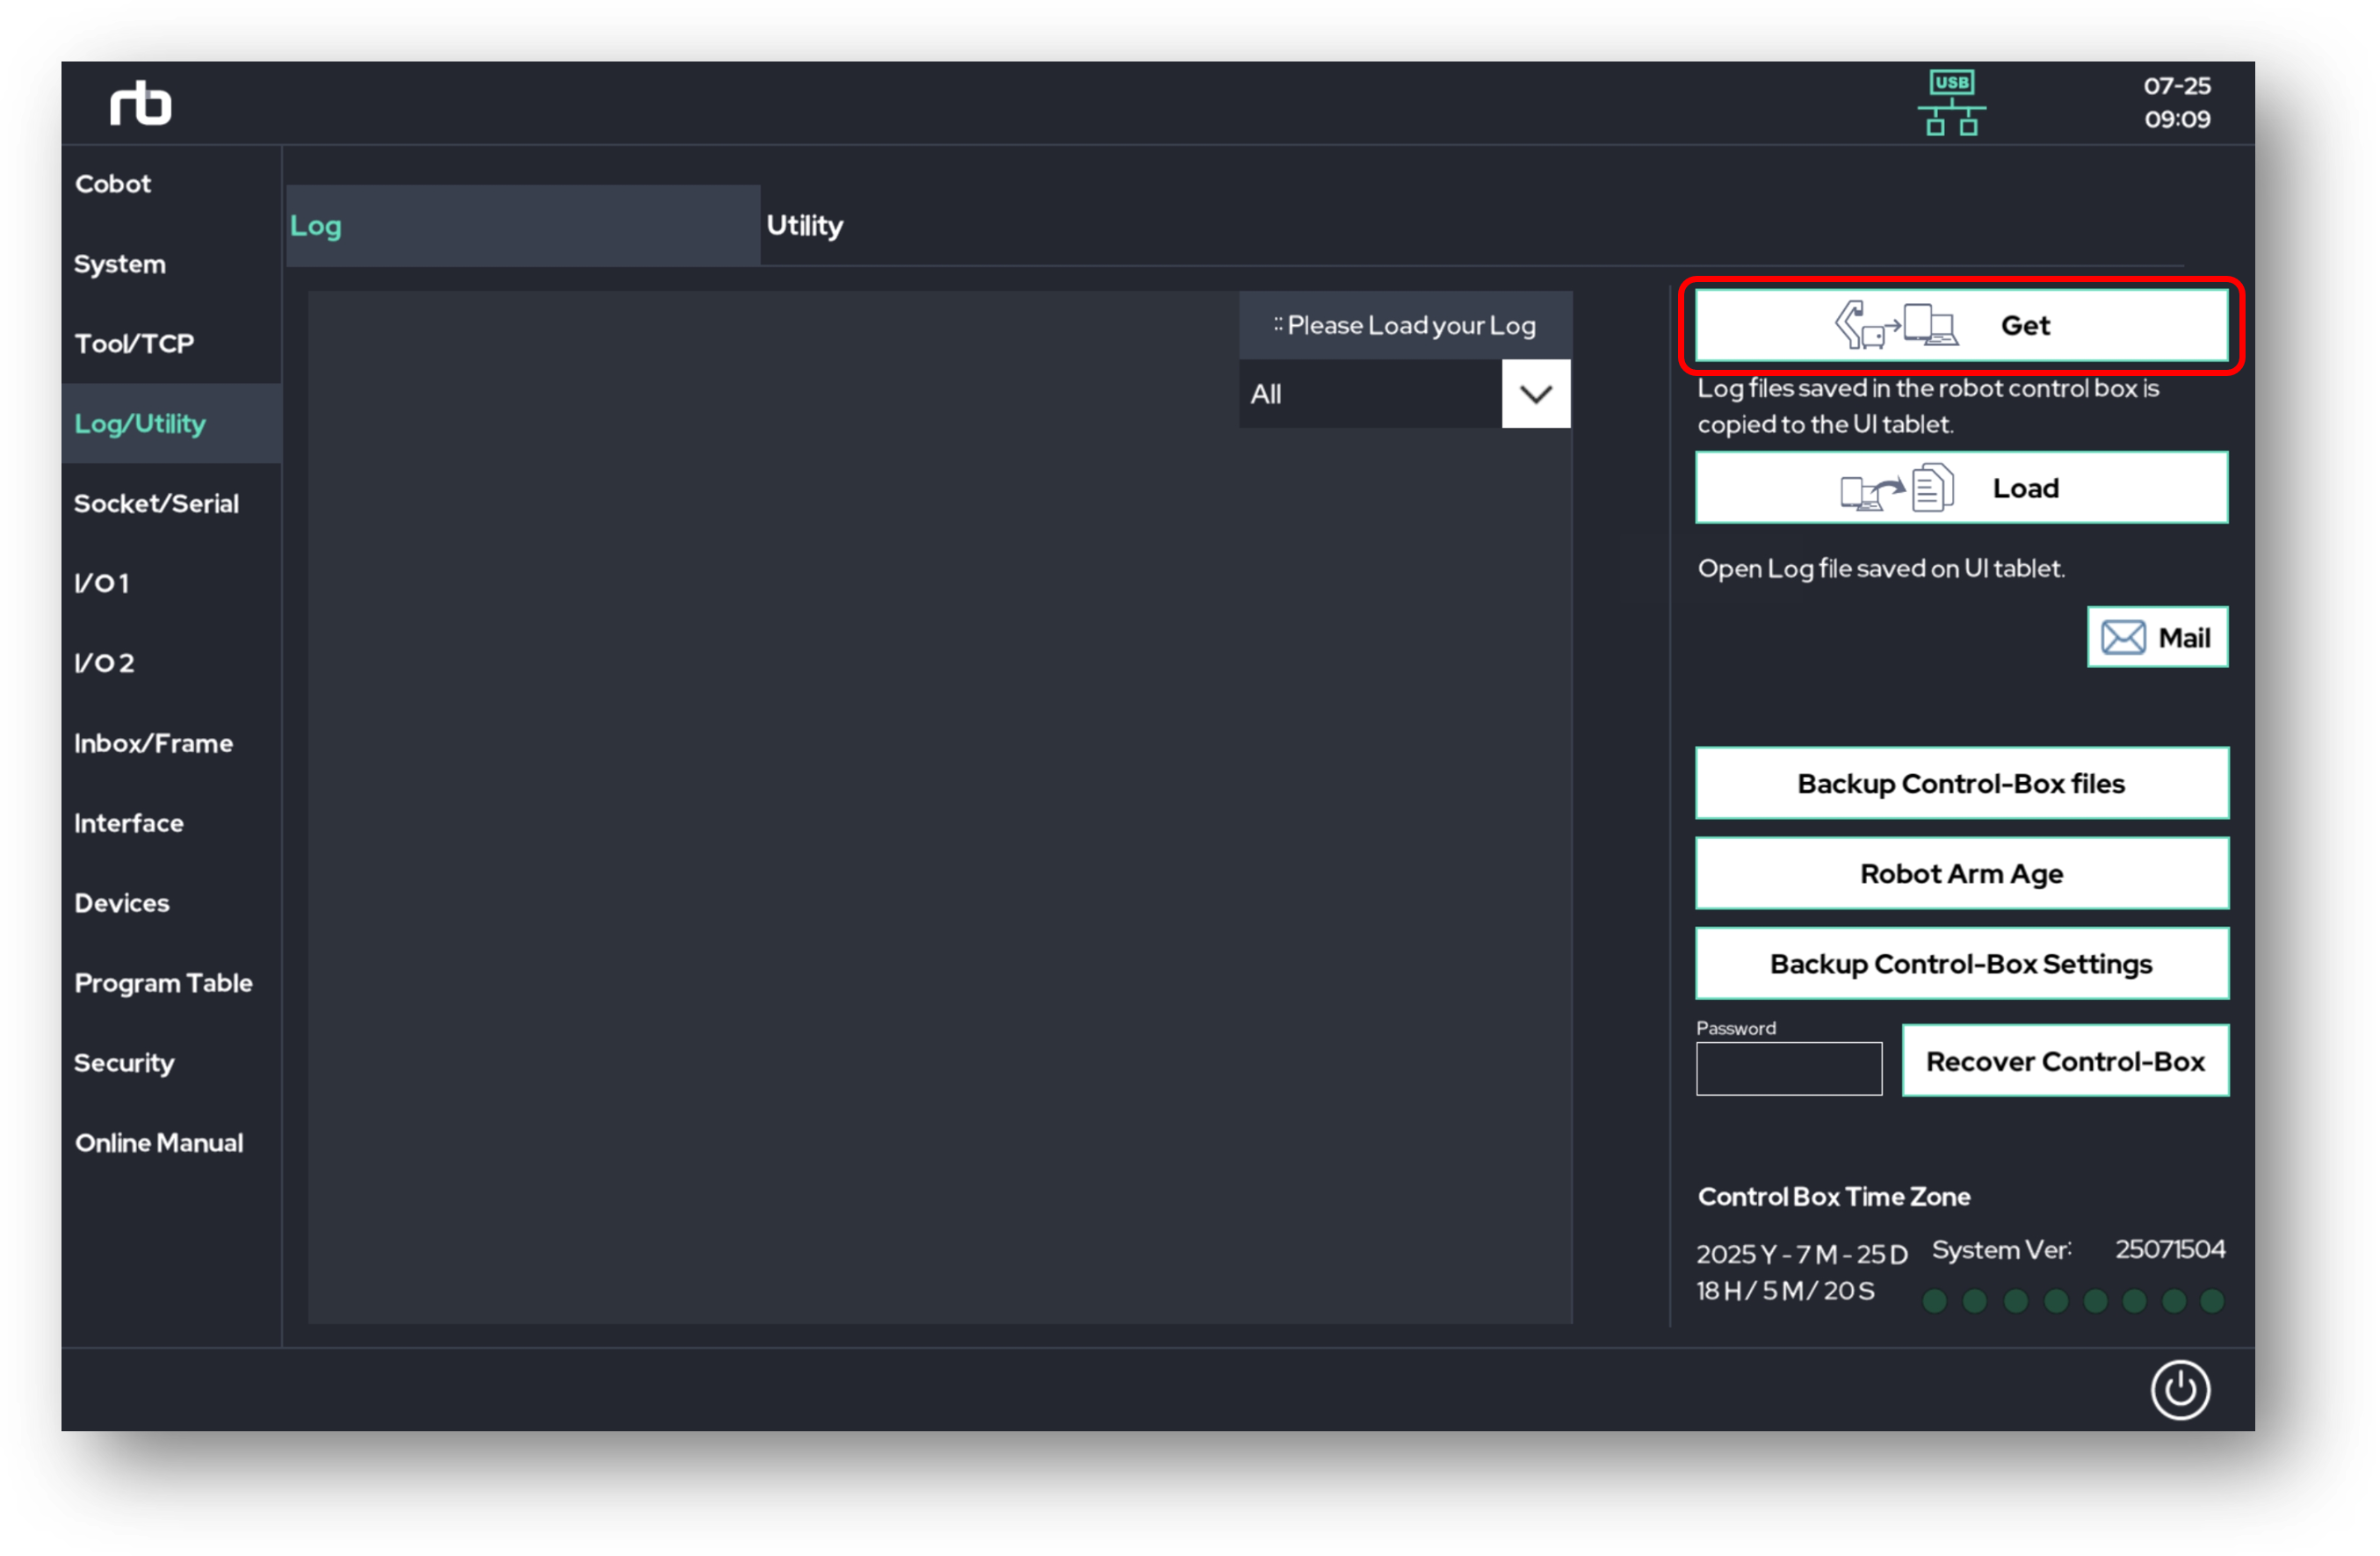 rb
USB
07-25
09:09
Cobot
System
Tool/TCP
Log/Utility
Socket/Serial
I/O 1
I/O 2
Inbox/Frame
Interface
Devices
Program Table
Security
Online Manual
Log
Utility
:: Please Load your Log
All
Get
Log files saved in the robot control box is
copied to the UI tablet.
Load
Open Log file saved on UI tablet.
Mail
Backup Control-Box files
Robot Arm Age
Backup Control-Box Settings
Password
Recover Control-Box
Control Box Time Zone
2025 Y - 7 M - 25 D
18 H / 5 M / 20 S
System Ver: 25071504